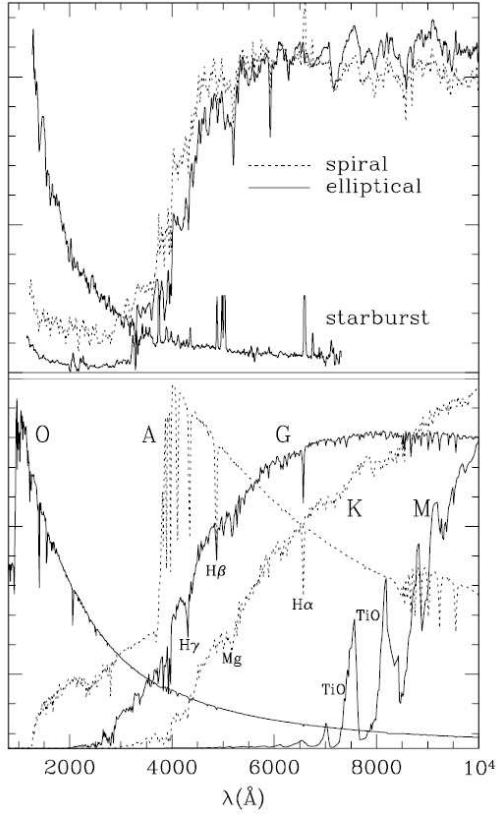 spiral
elliptical
starburst
O A G
K M
Hβ
Hα
TiO
Hγ
Mg
TiO
2000 4000 6000 8000 10⁴
λ(Å)